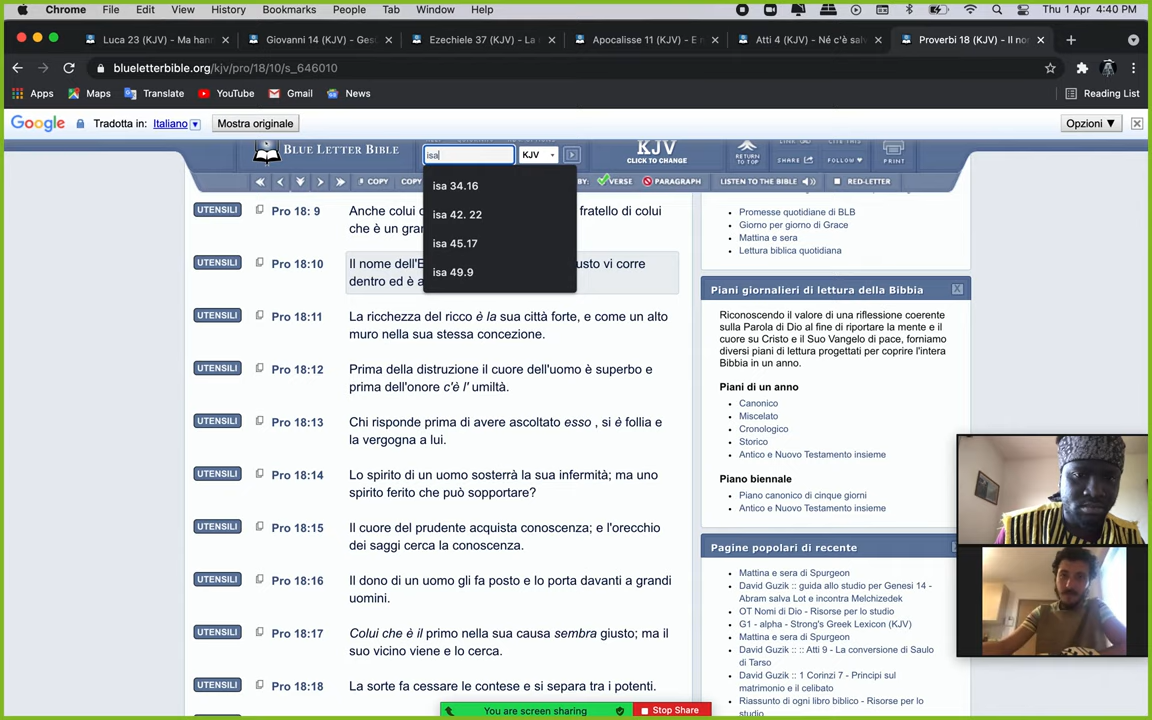 Chrome File Edit View History Bookmarks People Tab Window Help Thu 1 Apr 4:40 PM
Luca 23 (KJV) - Ma hann
Giovanni 14 (KJV) - Gesù
Ezechiele 37 (KJV) - La
Apocalisse 11 (KJV) - E n
Atti 4 (KJV) - Né c'è salv
Proverbi 18 (KJV) - Il nor
blueletterbible.org/kjv/pro/18/10/s_646010
Apps Maps Translate YouTube Gmail News Reading List
Google Tradotta in: Italiano Mostra originale Opzioni ▼
BLUE LETTER BIBLE
isa
KJV
KJV
CLICK TO CHANGE
RETURN
TO TOP
SHARE
FOLLOW
PRINT
COPY
COPY
BY: VERSE PARAGRAPH LISTEN TO THE BIBLE RED-LETTER
isa 34.16
isa 42. 22
isa 45.17
isa 49.9
UTENSILI Pro 18: 9 Anche colui fratello di colui
che è un gran
UTENSILI Pro 18:10 Il nome dell'E usto vi corre
dentro ed è a
UTENSILI Pro 18:11 La ricchezza del ricco è la sua città forte, e come un alto
muro nella sua stessa concezione.
UTENSILI Pro 18:12 Prima della distruzione il cuore dell'uomo è superbo e
prima dell'onore c'è l' umiltà.
UTENSILI Pro 18:13 Chi risponde prima di avere ascoltato esso , si è follia e
la vergogna a lui.
UTENSILI Pro 18:14 Lo spirito di un uomo sosterrà la sua infermità; ma uno
spirito ferito che può sopportare?
UTENSILI Pro 18:15 Il cuore del prudente acquista conoscenza; e l'orecchio
dei saggi cerca la conoscenza.
UTENSILI Pro 18:16 Il dono di un uomo gli fa posto e lo porta davanti a grandi
uomini.
UTENSILI Pro 18:17 Colui che è il primo nella sua causa sembra giusto; ma il
suo vicino viene e lo cerca.
UTENSILI Pro 18:18 La sorte fa cessare le contese e si separa tra i potenti.
Promesse quotidiane di BLB
Giorno per giorno di Grace
Mattina e sera
Lettura biblica quotidiana
Piani giornalieri di lettura della Bibbia
Riconoscendo il valore di una riflessione coerente
sulla Parola di Dio al fine di riportare la mente e il
cuore su Cristo e il Suo Vangelo di pace, forniamo
diversi piani di lettura progettati per coprire l'intera
Bibbia in un anno.
Piani di un anno
Canonico
Miscelato
Cronologico
Storico
Antico e Nuovo Testamento insieme
Piano biennale
Piano canonico di cinque giorni
Antico e Nuovo Testamento insieme
Pagine popolari di recente
Mattina e sera di Spurgeon
David Guzik :: guida allo studio per Genesi 14 -
Abram salva Lot e incontra Melchizedek
OT Nomi di Dio - Risorse per lo studio
G1 - alpha - Strong's Greek Lexicon (KJV)
Mattina e sera di Spurgeon
David Guzik :: :: Atti 9 - La conversione di Saulo
di Tarso
David Guzik :: 1 Corinzi 7 - Principi sul
matrimonio e il celibato
Riassunto di ogni libro biblico - Risorse per lo
studio
You are screen sharing Stop Share